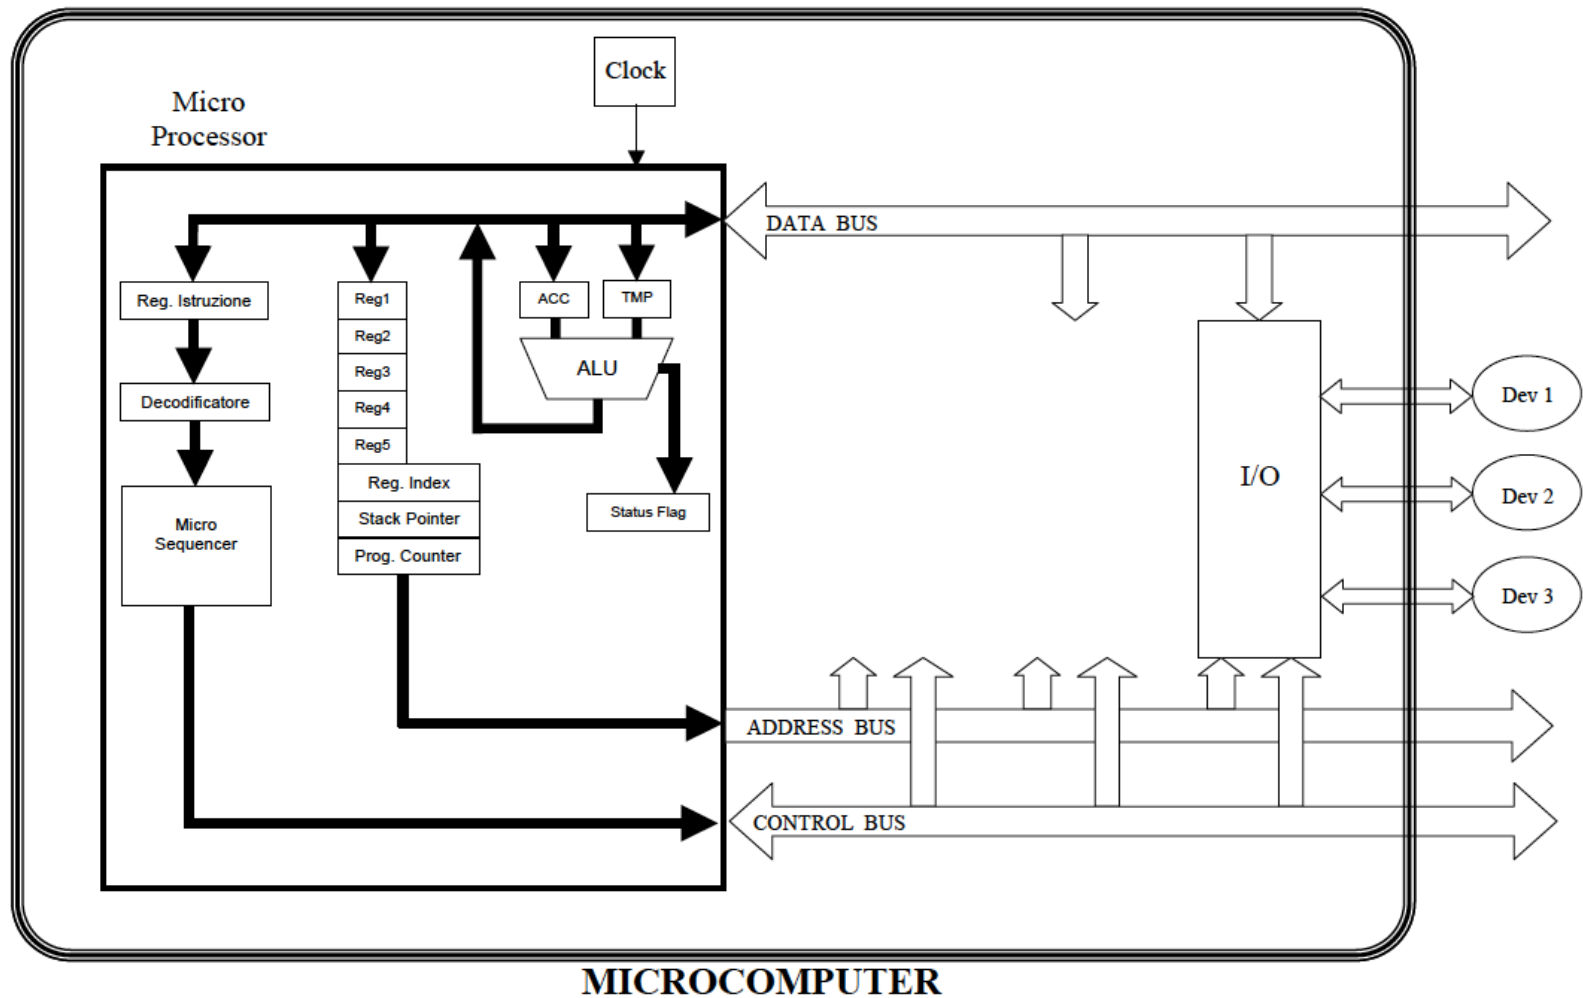 Clock
Micro
Processor
DATA BUS
Reg. Istruzione
Reg1
ACC
TMP
Reg2
ALU
Reg3
Decodificatore
Reg4
Dev 1
Reg5
Reg. Index
I/O
Stack Pointer
Status Flag
Dev 2
Micro
Sequencer
Prog. Counter
Dev 3
ADDRESS BUS
CONTROL BUS
MICROCOMPUTER